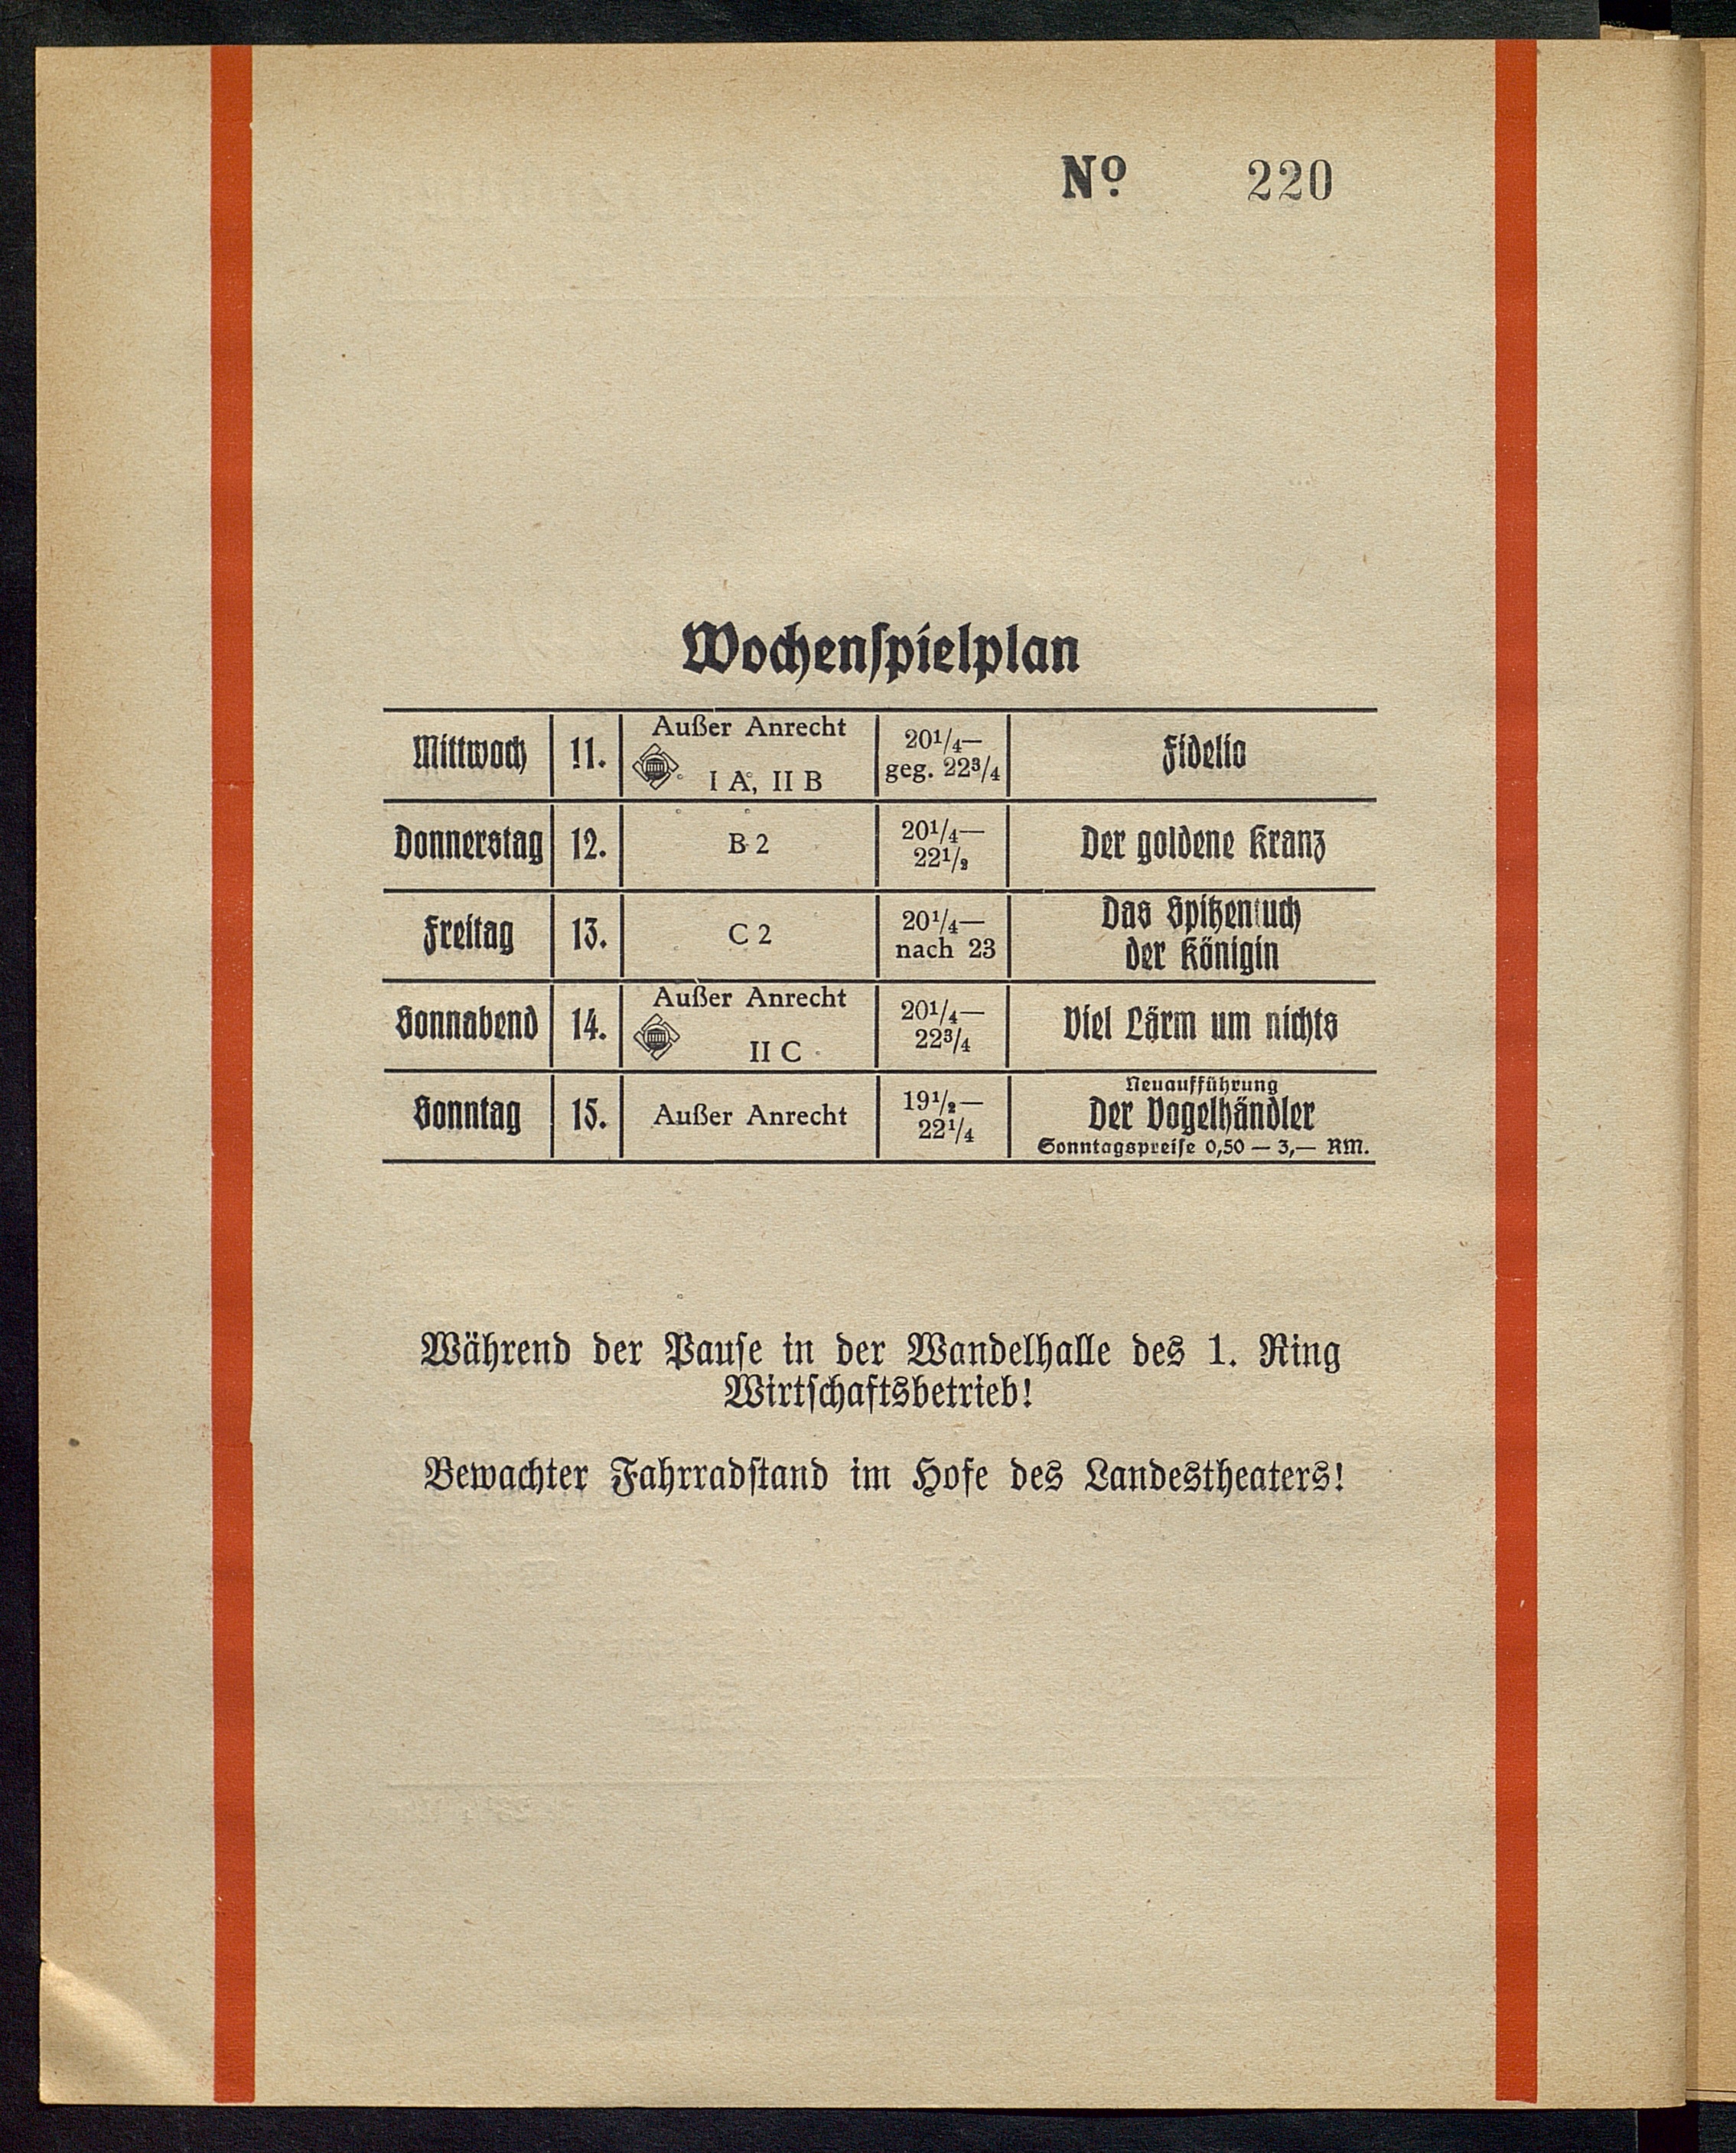 Nº 220
Wochenspielplan
Mittwoch 11. Außer Anrecht I A, II B 20¹/₄— geg. 22³/₄ Fidelio
Donnerstag 12. B 2 20¹/₄— 22¹/₂ Der goldene Kranz
Freitag 13. C 2 20¹/₄— nach 23 Das Spitzentuch der Königin
Sonnabend 14. Außer Anrecht II C 20¹/₄— 22³/₄ Viel Lärm um nichts
Sonntag 15. Außer Anrecht 19¹/₂— 22¹/₄ Neuaufführung Der Vogelhändler Sonntagspreise 0,50 — 3,— RM.
Während der Pause in der Wandelhalle des 1. Ring
Wirtschaftsbetrieb!
Bewachter Fahrradstand im Hofe des Landestheaters!